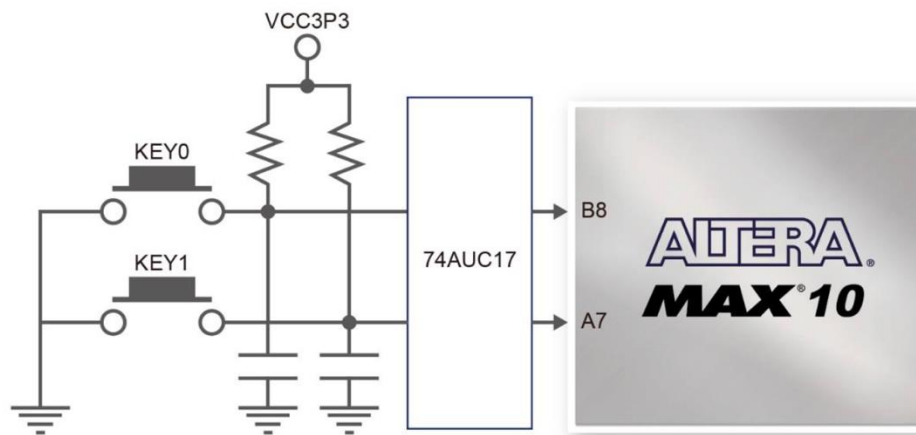 VCC3P3
KEY0
KEY1
74AUC17
B8
A7
ALTERA®
MAX®10